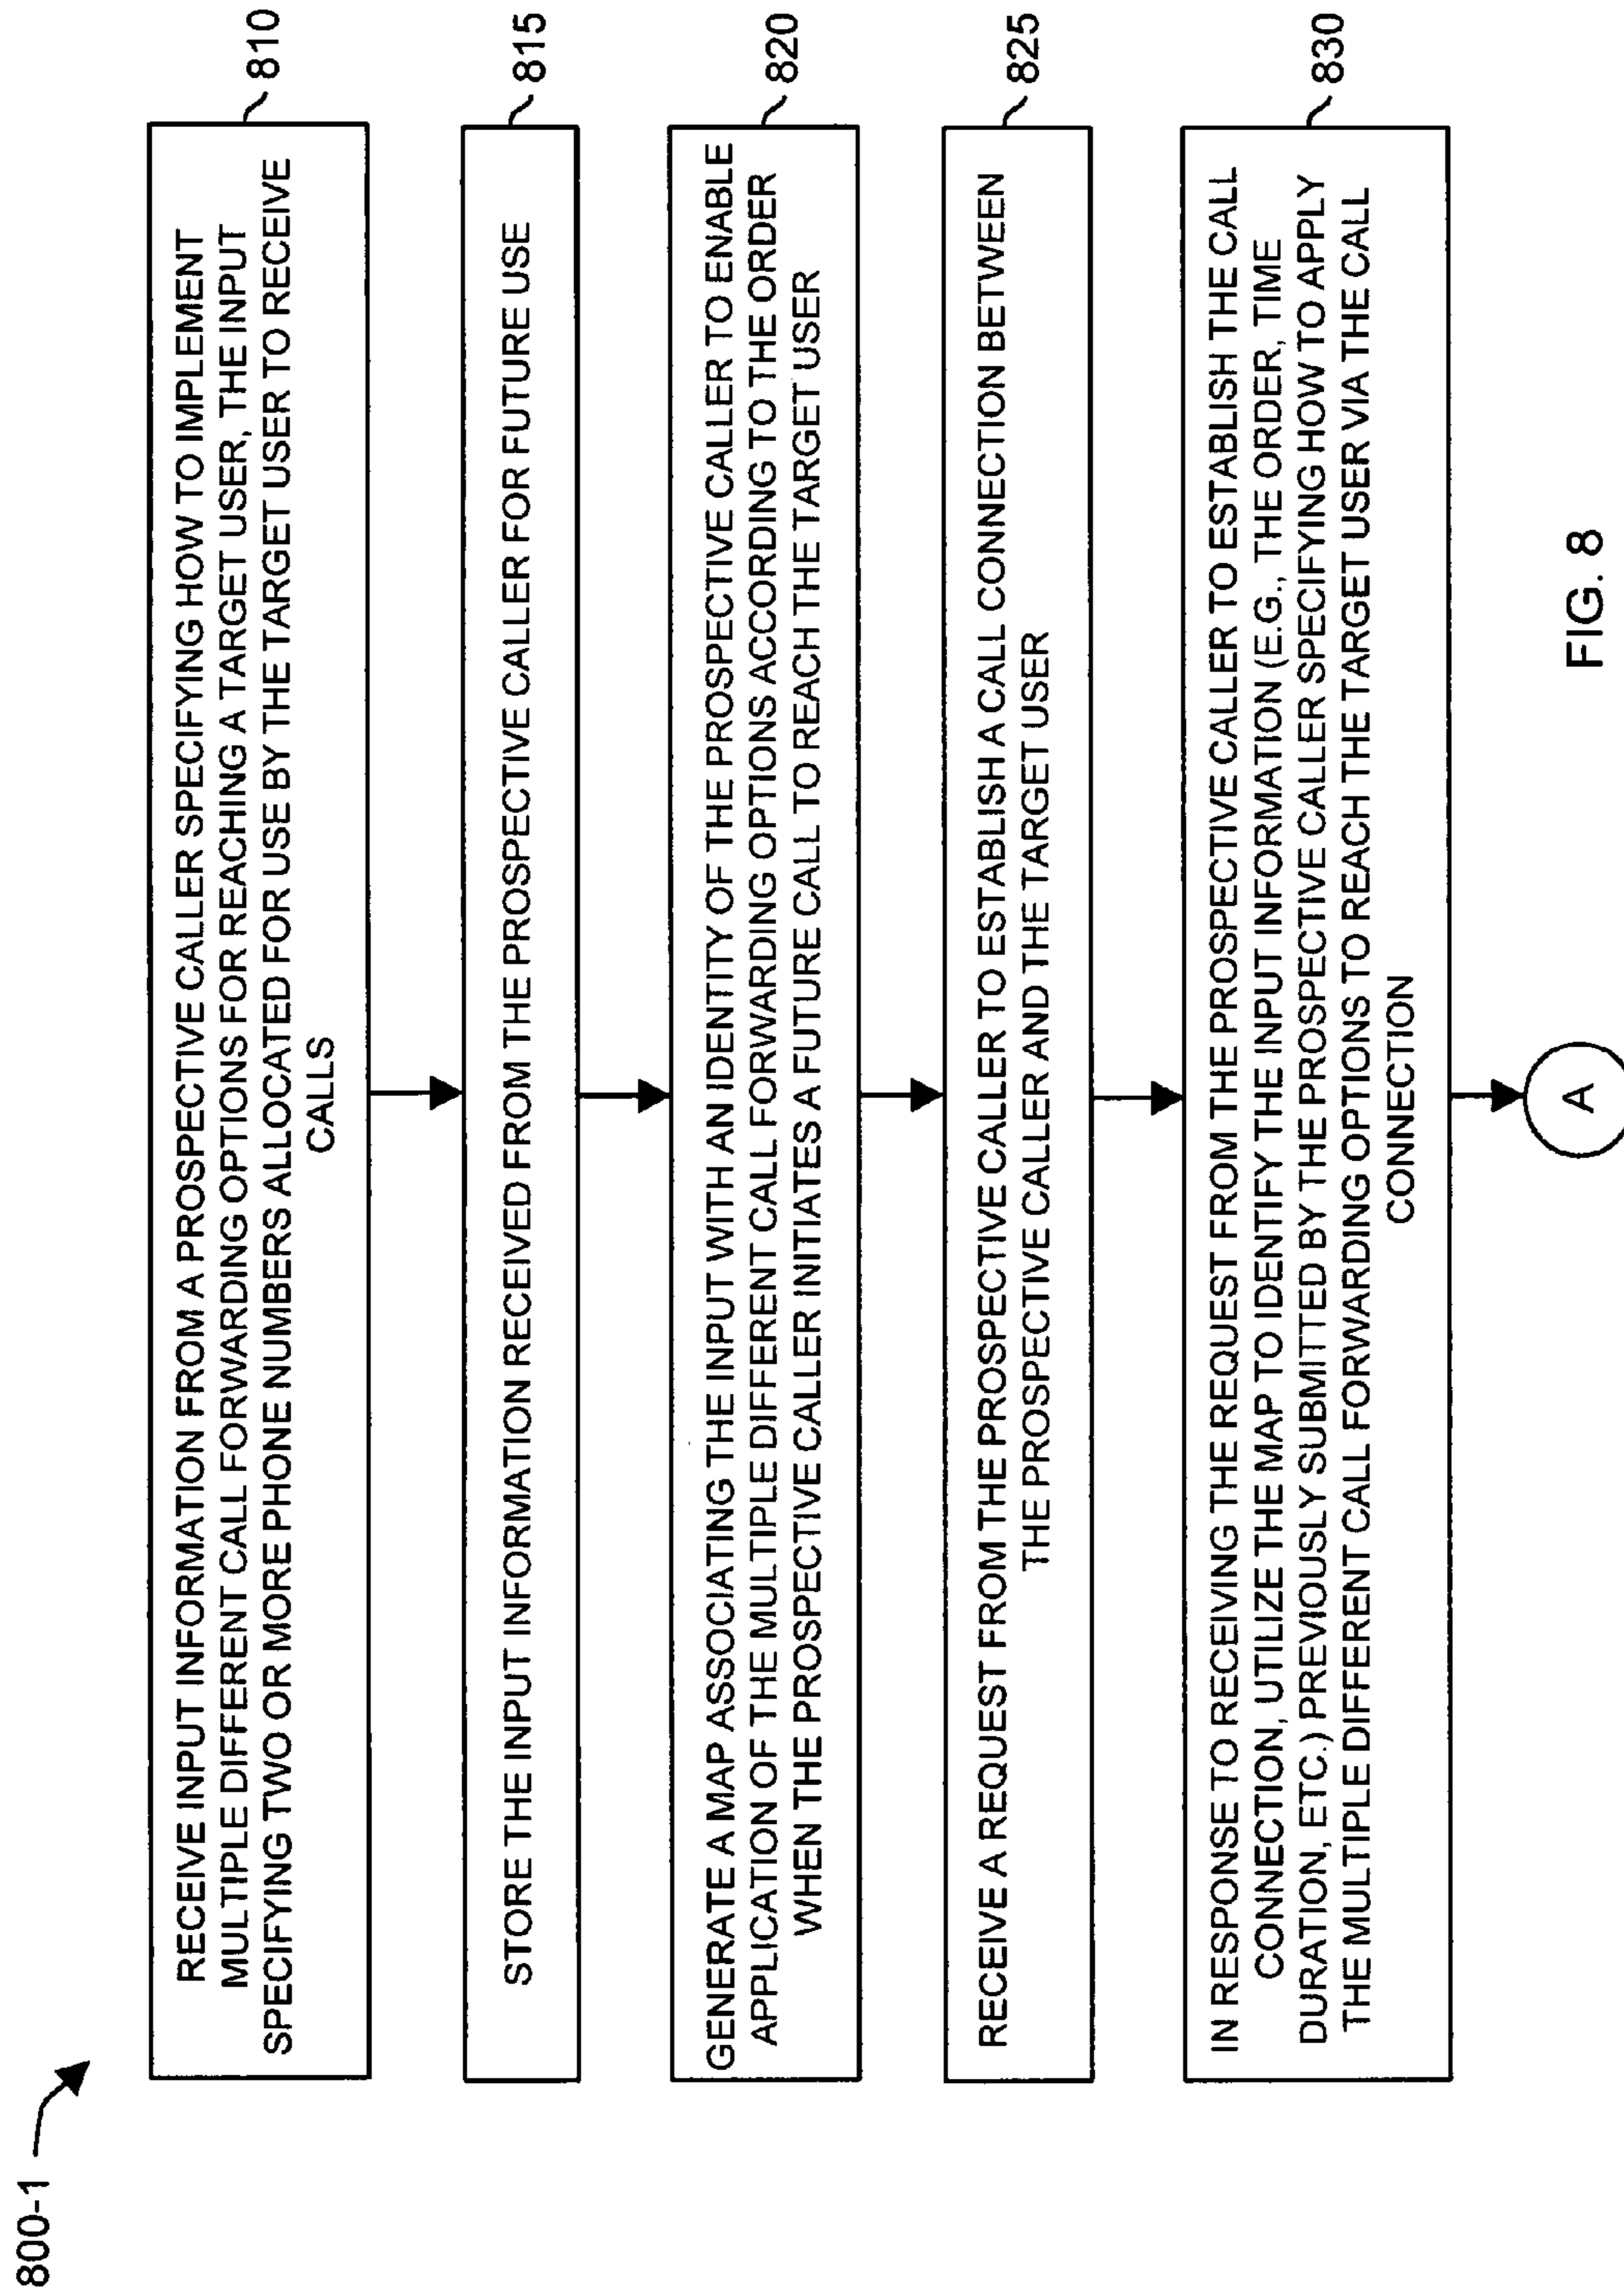 800-1
RECEIVE INPUT INFORMATION FROM A PROSPECTIVE CALLER SPECIFYING HOW TO IMPLEMENT
MULTIPLE DIFFERENT CALL FORWARDING OPTIONS FOR REACHING A TARGET USER, THE INPUT
SPECIFYING TWO OR MORE PHONE NUMBERS ALLOCATED FOR USE BY THE TARGET USER TO RECEIVE
CALLS
810
STORE THE INPUT INFORMATION RECEIVED FROM THE PROSPECTIVE CALLER FOR FUTURE USE
815
GENERATE A MAP ASSOCIATING THE INPUT WITH AN IDENTITY OF THE PROSPECTIVE CALLER TO ENABLE
APPLICATION OF THE MULTIPLE DIFFERENT CALL FORWARDING OPTIONS ACCORDING TO THE ORDER
WHEN THE PROSPECTIVE CALLER INITIATES A FUTURE CALL TO REACH THE TARGET USER
820
RECEIVE A REQUEST FROM THE PROSPECTIVE CALLER TO ESTABLISH A CALL CONNECTION BETWEEN
THE PROSPECTIVE CALLER AND THE TARGET USER
825
IN RESPONSE TO RECEIVING THE REQUEST FROM THE PROSPECTIVE CALLER TO ESTABLISH THE CALL
CONNECTION, UTILIZE THE MAP TO IDENTIFY THE INPUT INFORMATION (E.G., THE ORDER, TIME
DURATION, ETC.) PREVIOUSLY SUBMITTED BY THE PROSPECTIVE CALLER SPECIFYING HOW TO APPLY
THE MULTIPLE DIFFERENT CALL FORWARDING OPTIONS TO REACH THE TARGET USER VIA THE CALL
CONNECTION
830
A
FIG. 8